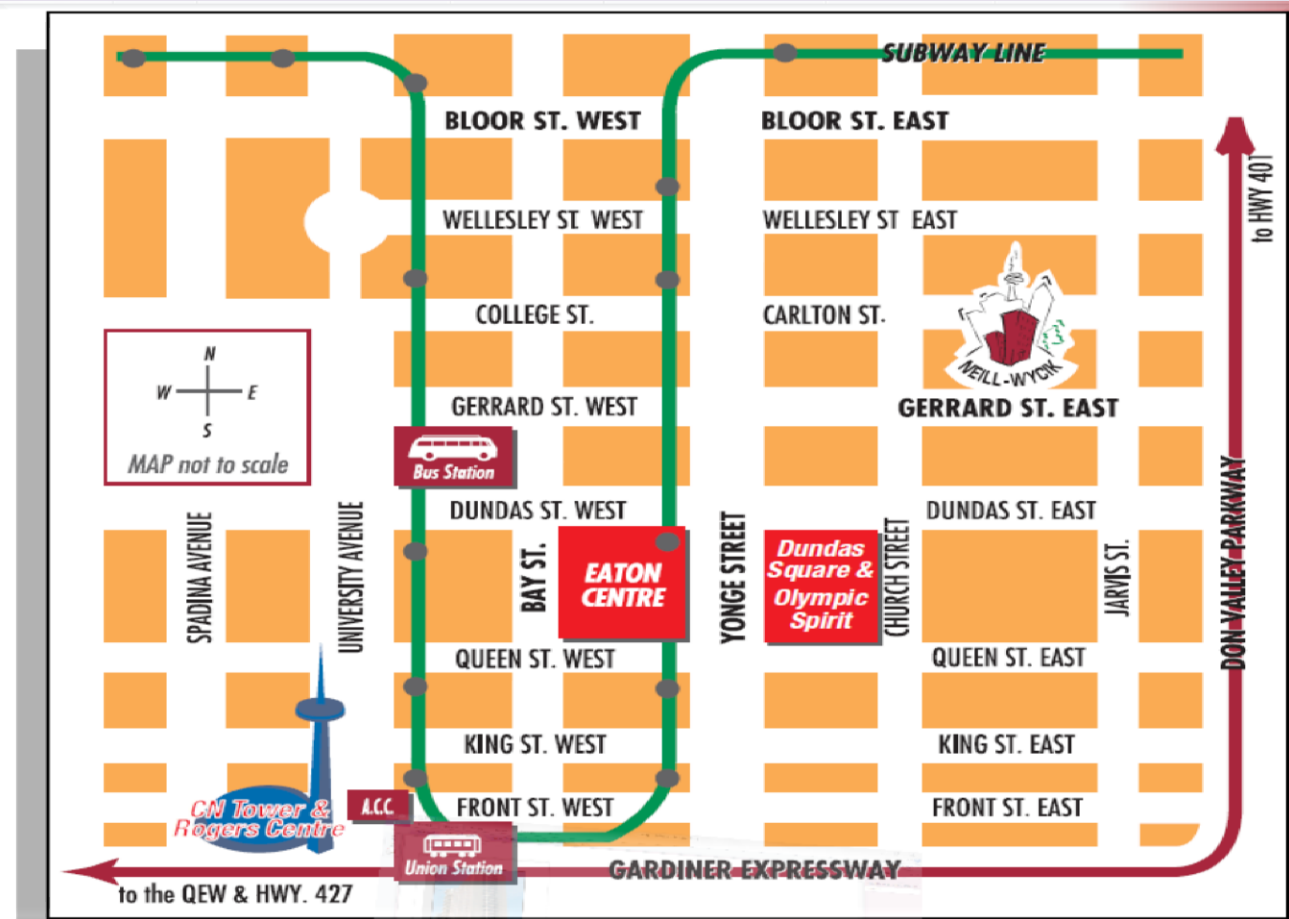 SUBWAY LINE
BLOOR ST. WEST
BLOOR ST. EAST
to HWY 401
WELLESLEY ST. WEST
WELLESLEY ST EAST
COLLEGE ST.
CARLTON ST.
NEILL-WYCIK
N
W E
S
MAP not to scale
GERRARD ST. WEST
GERRARD ST. EAST
Bus Station
DUNDAS ST. WEST
DUNDAS ST. EAST
SPADINA AVENUE
UNIVERSITY AVENUE
BAY ST.
EATON
CENTRE
YONGE STREET
Dundas
Square &
Olympic
Spirit
CHURCH STREET
JARVIS ST.
DON VALLEY PARKWAY
QUEEN ST. WEST
QUEEN ST. EAST
KING ST. WEST
KING ST. EAST
CN Tower &
Rogers Centre
A.C.C.
FRONT ST. WEST
FRONT ST. EAST
Union Station
GARDINER EXPRESSWAY
to the QEW & HWY. 427